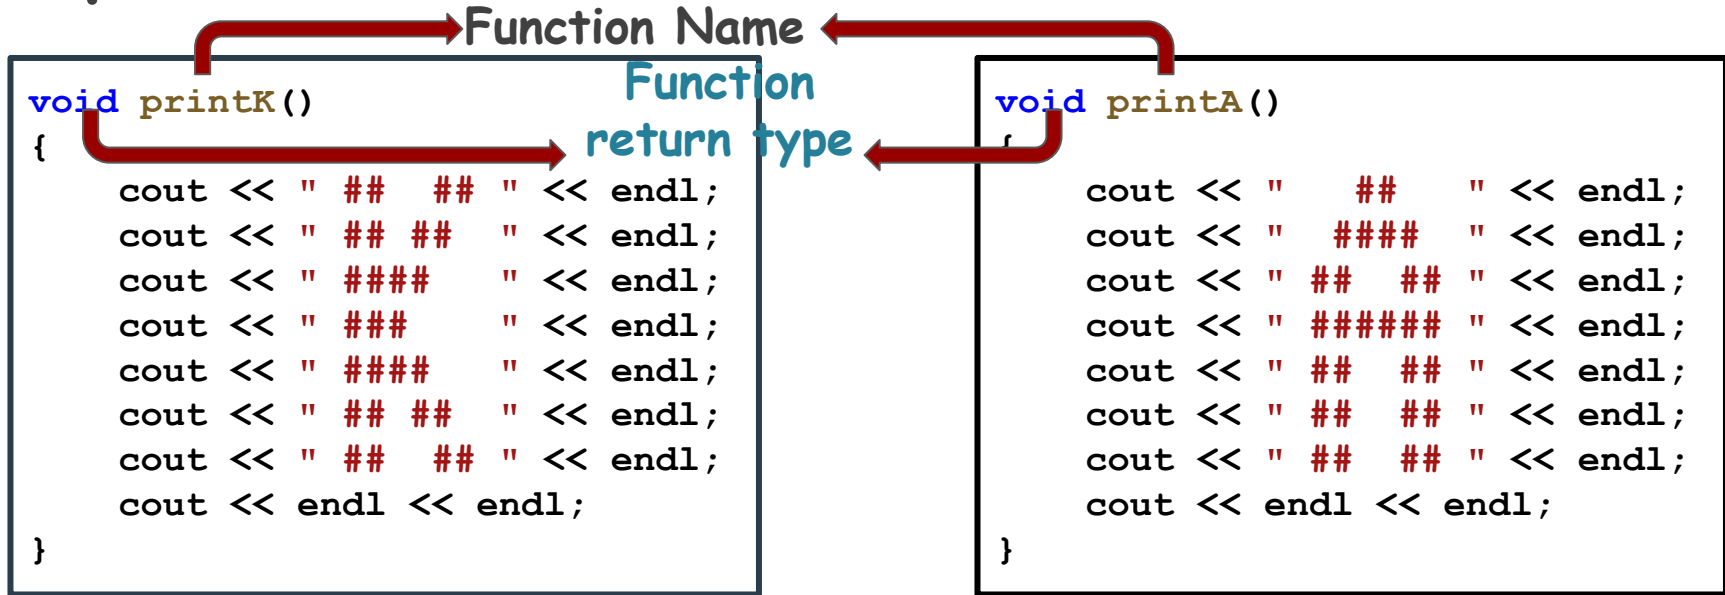 Function Name
Function
return type
void printK()
{
    cout << " ##  ## " << endl;
    cout << " ## ##  " << endl;
    cout << " ####   " << endl;
    cout << " ###    " << endl;
    cout << " ####   " << endl;
    cout << " ## ##  " << endl;
    cout << " ##  ## " << endl;
    cout << endl << endl;
}
void printA()
{
    cout << "   ##   " << endl;
    cout << "  ####  " << endl;
    cout << " ##  ## " << endl;
    cout << " ###### " << endl;
    cout << " ##  ## " << endl;
    cout << " ##  ## " << endl;
    cout << " ##  ## " << endl;
    cout << endl << endl;
}